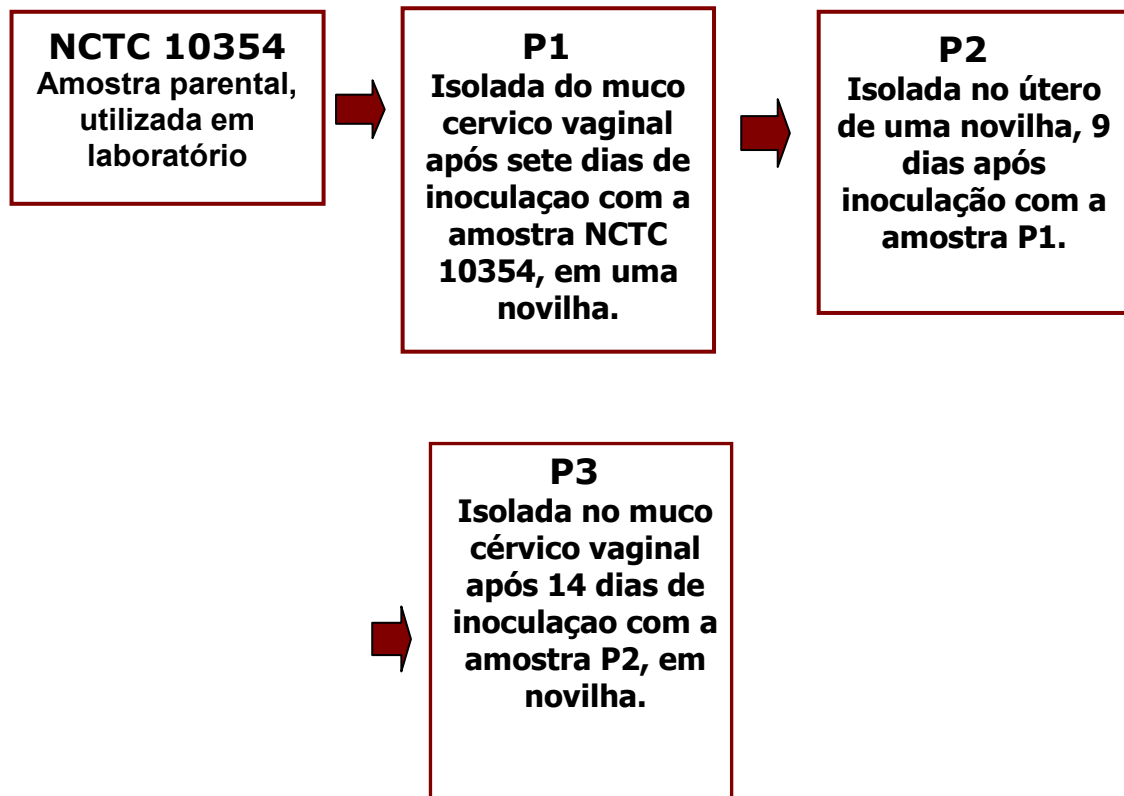 NCTC 10354
Amostra parental,
utilizada em
laboratório
P1
Isolada do muco
cervico vaginal
após sete dias de
inoculaçao com a
amostra NCTC
10354, em uma
novilha.
P2
Isolada no útero
de uma novilha, 9
dias após
inoculação com a
amostra P1.
P3
Isolada no muco
cérvico vaginal
após 14 dias de
inoculaçao com a
amostra P2, em
novilha.